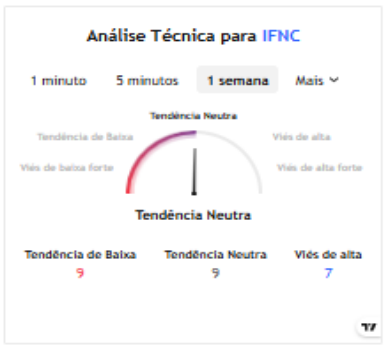 Análise Técnica para IFNC
1 minuto 5 minutos 1 semana Mais
Tendência Neutra
Tendência de Baixa Viés de alta
Viés de baixa forte Viés de alta forte
Tendência Neutra
Tendência de Baixa Tendência Neutra Viés de alta
9 9 7